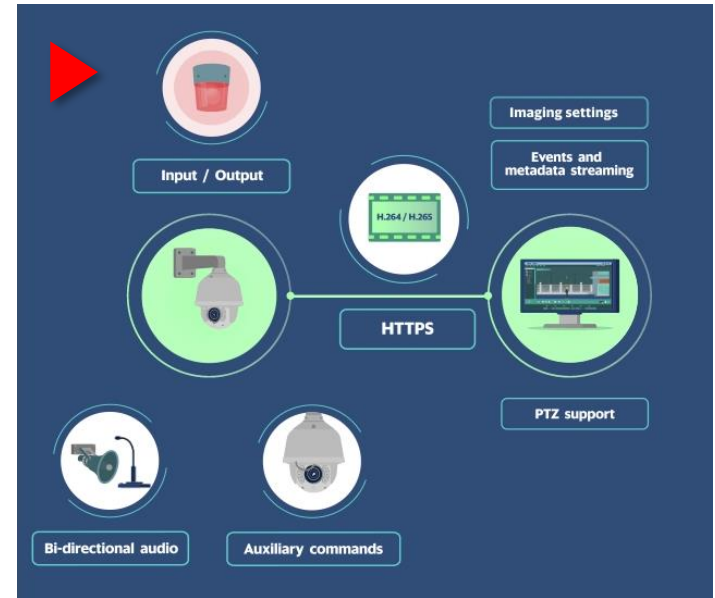 Imaging settings
Events and
metadata streaming
Input / Output
H.264 / H.265
HTTPS
PTZ support
Bi-directional audio
Auxiliary commands